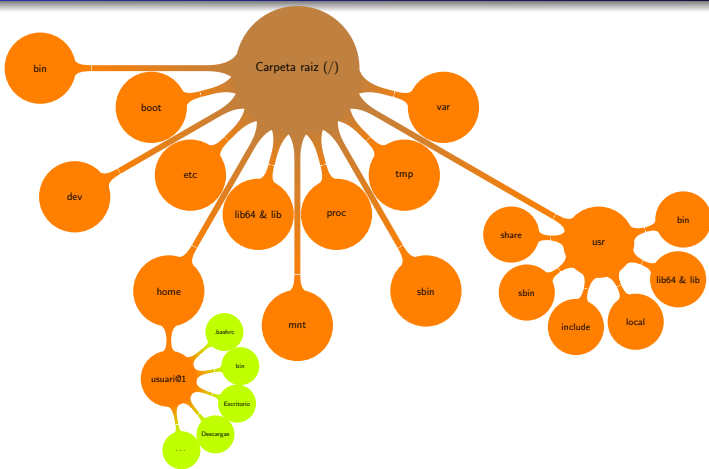 Carpeta raiz (/)
bin
boot
var
etc
tmp
dev
lib64 & lib
proc
share
bin
usr
lib64 & lib
home
sbin
sbin
mnt
include
local
.bashrc
bin
usuari@1
Escritorio
Descargas
...